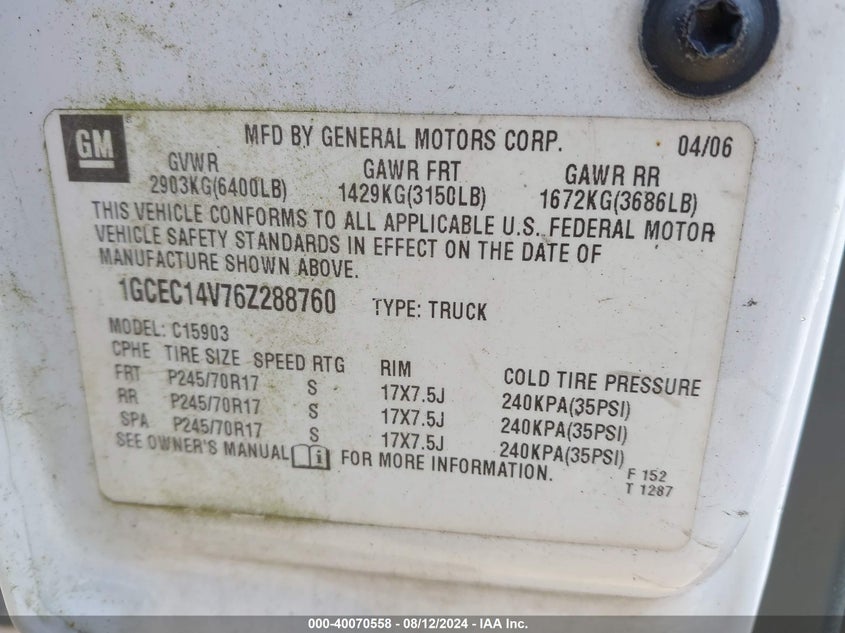 GM
MFD BY GENERAL MOTORS CORP. 04/06
GVWR GAWR FRT GAWR RR
2903KG(6400LB) 1429KG(3150LB) 1672KG(3686LB)
THIS VEHICLE CONFORMS TO ALL APPLICABLE U.S. FEDERAL MOTOR
VEHICLE SAFETY STANDARDS IN EFFECT ON THE DATE OF
MANUFACTURE SHOWN ABOVE.
1GCEC14V76Z288760 TYPE: TRUCK
MODEL: C15903
CPHE TIRE SIZE SPEED RTG RIM COLD TIRE PRESSURE
FRT P245/70R17 S 17X7.5J 240KPA(35PSI)
RR P245/70R17 S 17X7.5J 240KPA(35PSI)
SPA P245/70R17 S 17X7.5J 240KPA(35PSI)
SEE OWNER'S MANUAL i FOR MORE INFORMATION.
F 152
T 1287
000-40070558 - 08/12/2024 - IAA Inc.